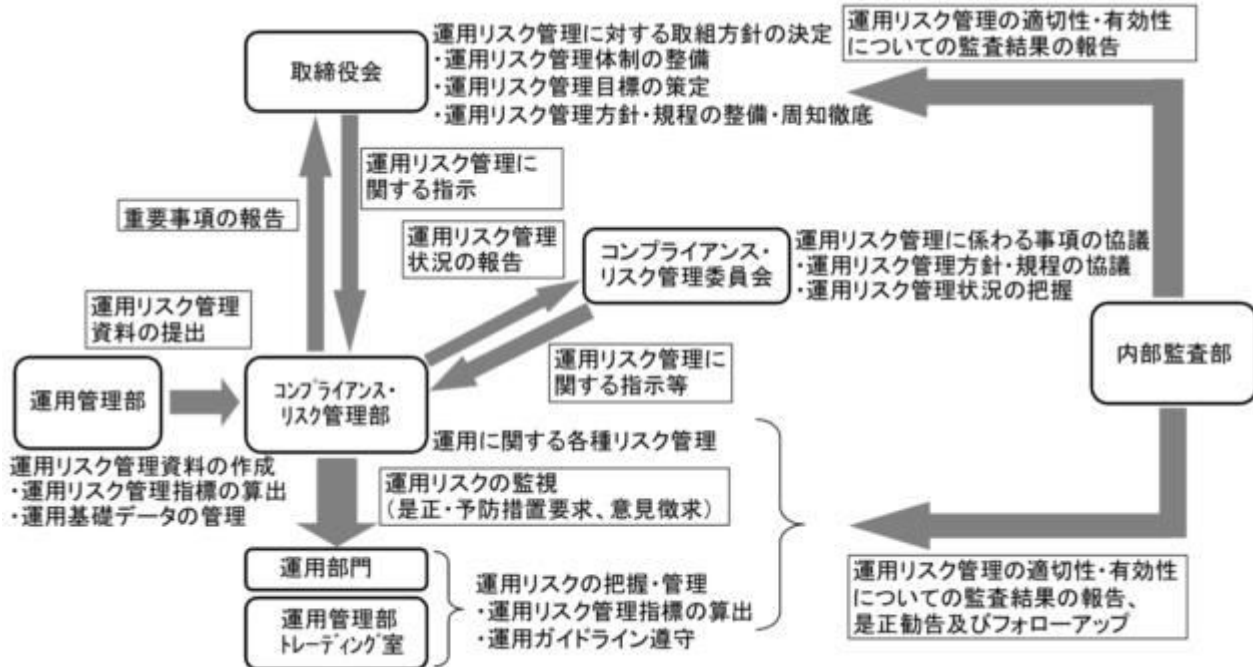 取締役会
運用リスク管理に対する取組方針の決定
・運用リスク管理体制の整備
・運用リスク管理目標の策定
・運用リスク管理方針・規程の整備・周知徹底
運用リスク管理の適切性・有効性
についての監査結果の報告
運用リスク管理に
関する指示
重要事項の報告
運用リスク管理
状況の報告
コンプライアンス・
リスク管理委員会
運用リスク管理に係わる事項の協議
・運用リスク管理方針・規程の協議
・運用リスク管理状況の把握
運用リスク管理
資料の提出
運用リスク管理に
関する指示等
内部監査部
運用管理部
コンプライアンス・
リスク管理部
運用に関する各種リスク管理
運用リスク管理資料の作成
・運用リスク管理指標の算出
・運用基礎データの管理
運用リスクの監視
(是正・予防措置要求、意見徴求)
運用部門
運用管理部
トレーディング室
運用リスクの把握・管理
・運用リスク管理指標の算出
・運用ガイドライン遵守
運用リスク管理の適切性・有効性
についての監査結果の報告、
是正勧告及びフォローアップ